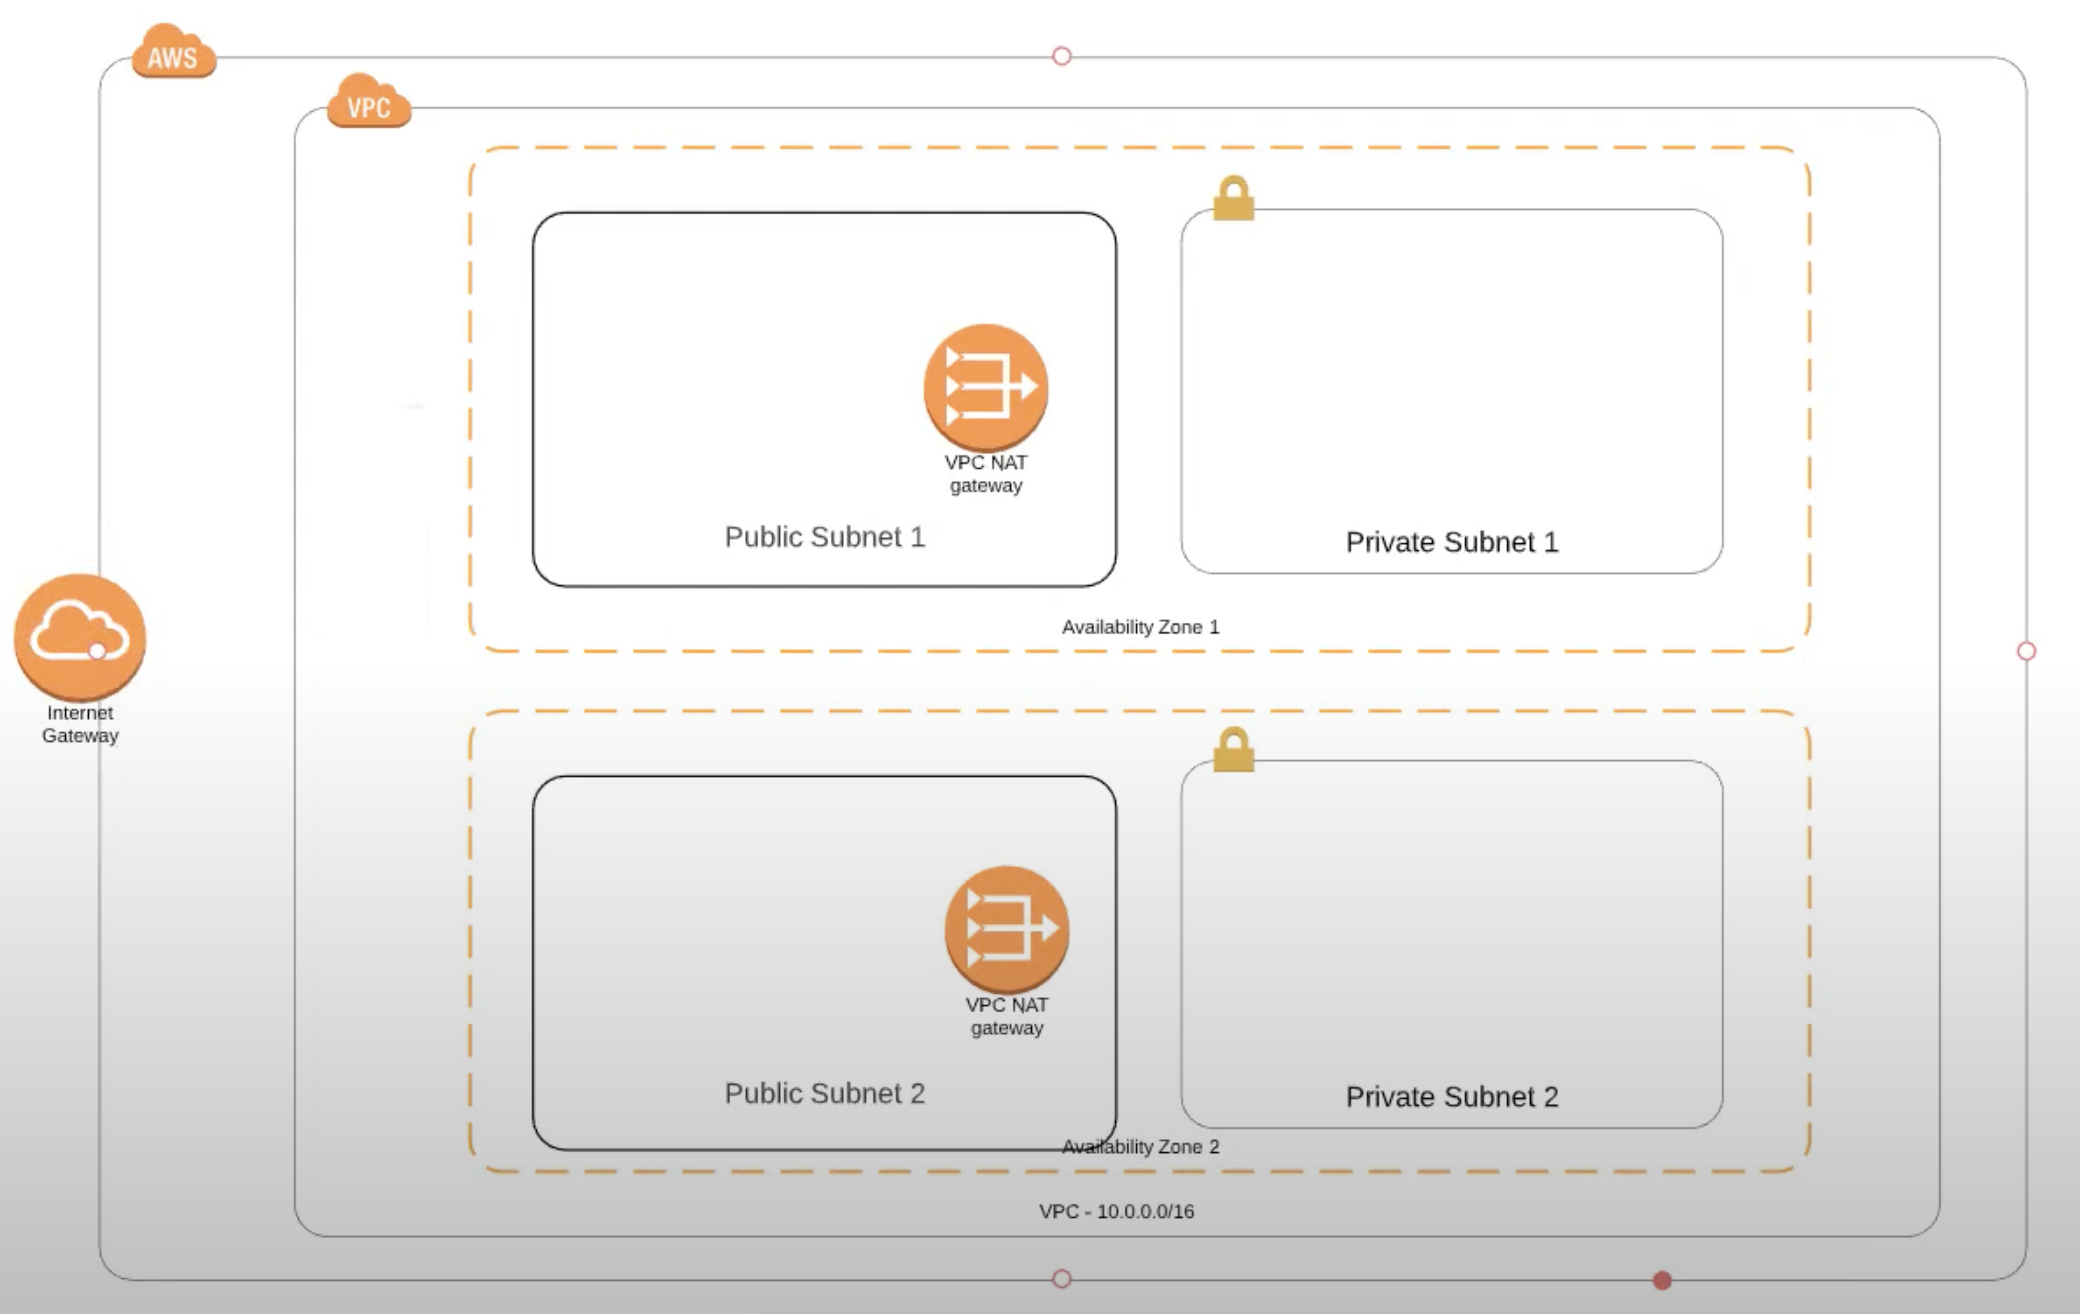 AWS
VPC
VPC NAT
gateway
Public Subnet 1
Private Subnet 1
Availability Zone 1
Internet
Gateway
VPC NAT
gateway
Public Subnet 2
Private Subnet 2
Availability Zone 2
VPC - 10.0.0.0/16